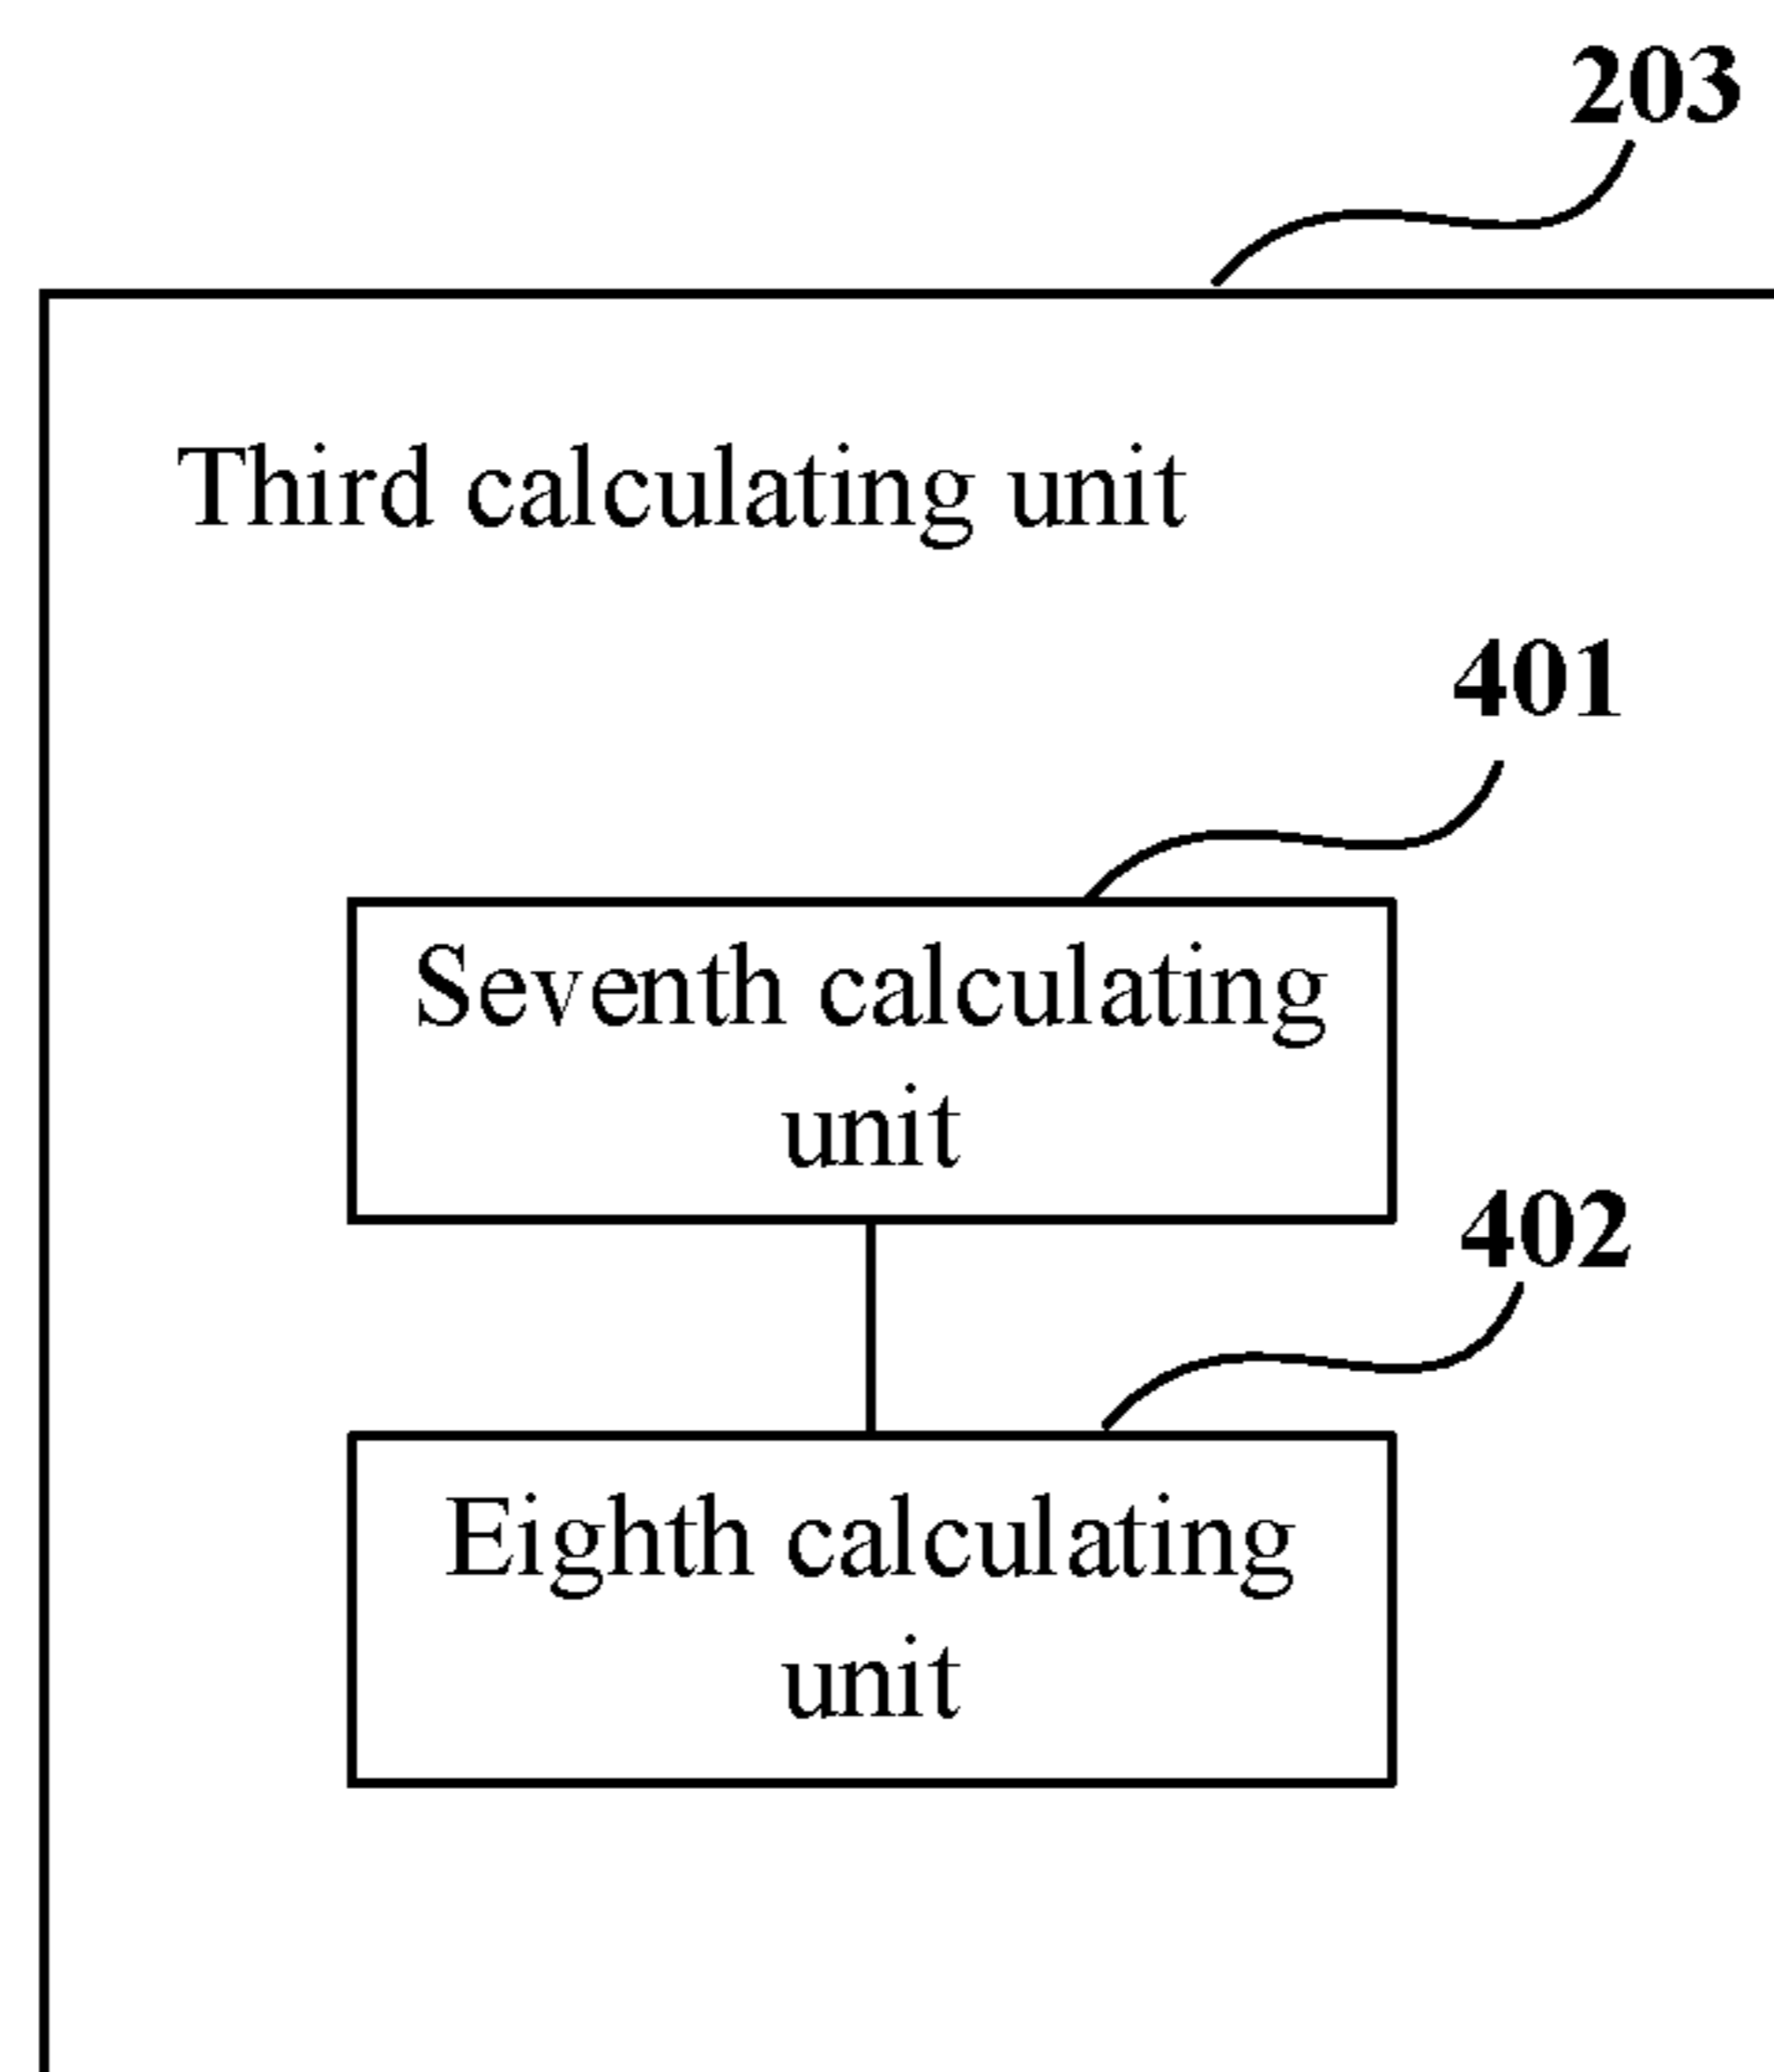 203
Third calculating unit
401
Seventh calculating
unit
402
Eighth calculating
unit